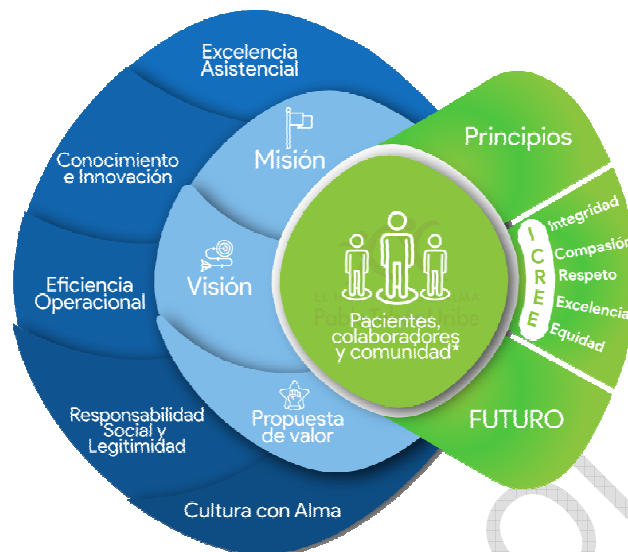 Excelencia
Asistencial
Conocimiento
e Innovación
Eficiencia
Operacional
Responsabilidad
Social y
Legitimidad
Cultura con Alma
Misión
Visión
Propuesta
de valor
Pacientes,
colaboradores
y comunidad*
Principios
ICREE
Integridad
Compasión
Respeto
Excelencia
Equidad
FUTURO